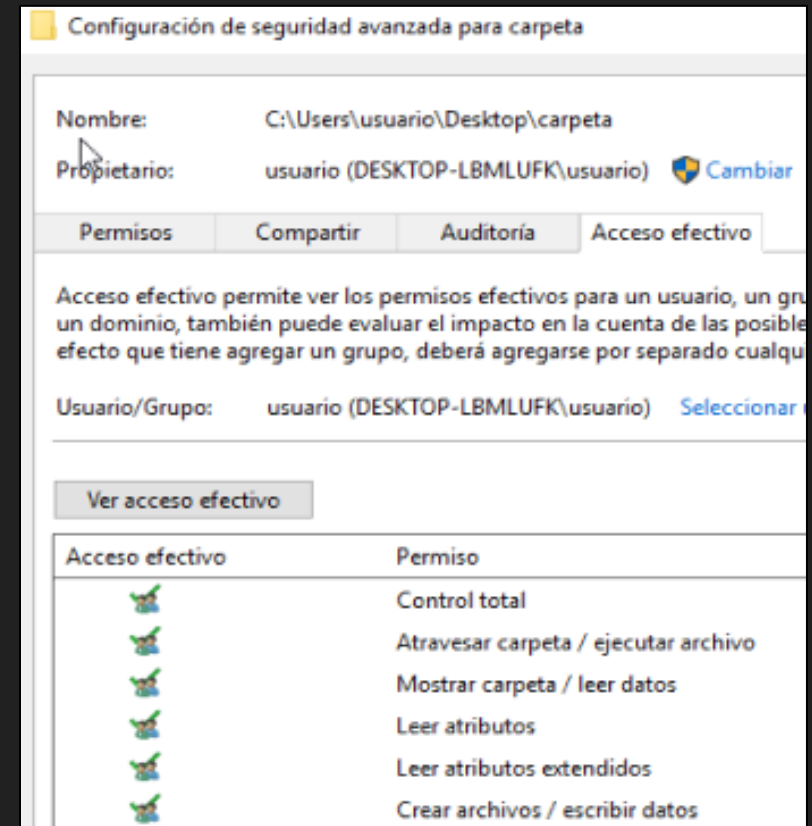 Configuración de seguridad avanzada para carpeta
Nombre: C:\Users\usuario\Desktop\carpeta
Propietario: usuario (DESKTOP-LBMLUFK\usuario) Cambiar
Permisos Compartir Auditoría Acceso efectivo
Acceso efectivo permite ver los permisos efectivos para un usuario, un gru
un dominio, también puede evaluar el impacto en la cuenta de las posible
efecto que tiene agregar un grupo, deberá agregarse por separado cualqui
Usuario/Grupo: usuario (DESKTOP-LBMLUFK\usuario) Seleccionar
Ver acceso efectivo
Acceso efectivo Permiso
Control total
Atravesar carpeta / ejecutar archivo
Mostrar carpeta / leer datos
Leer atributos
Leer atributos extendidos
Crear archivos / escribir datos